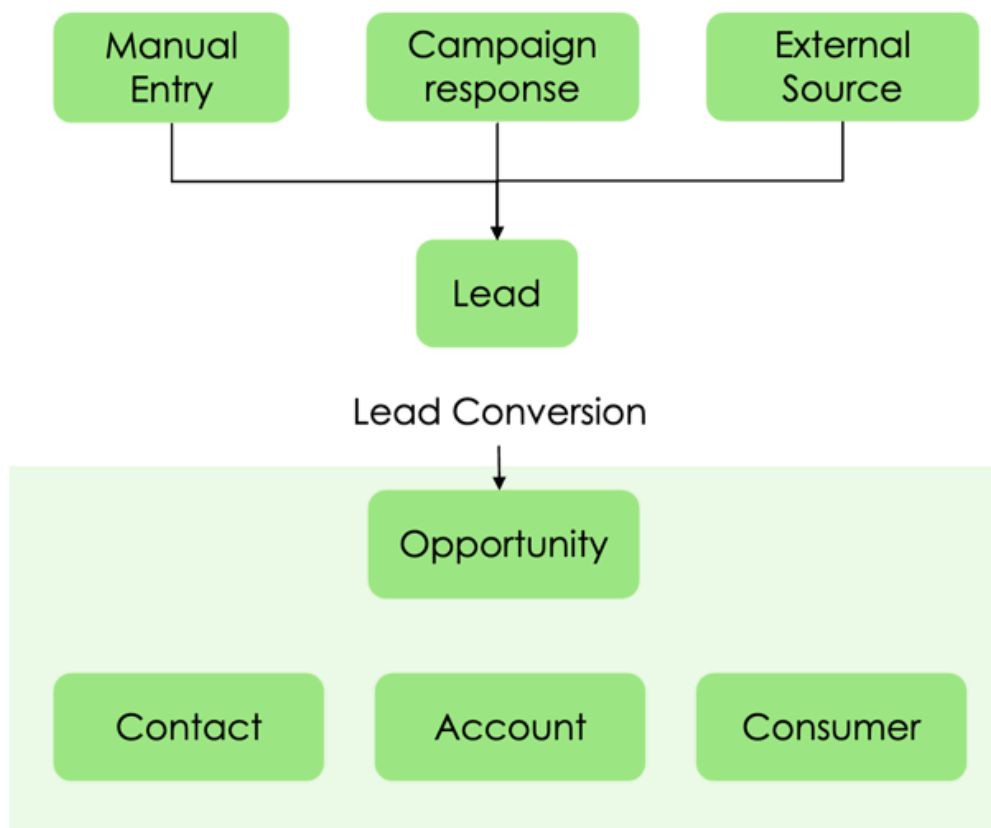 Manual
Entry
Campaign
response
External
Source
Lead
Lead Conversion
Opportunity
Contact
Account
Consumer